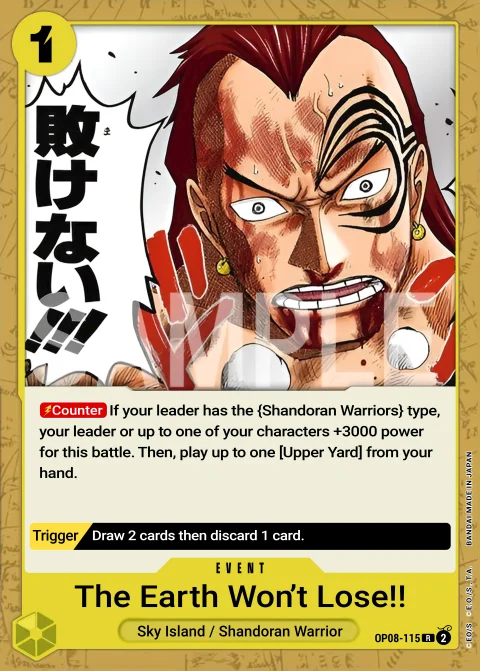 1
敗けない!!!
SAMPLE
Counter If your leader has the {Shandoran Warriors} type,
your leader or up to one of your characters +3000 power
for this battle. Then, play up to one [Upper Yard] from your
hand.
Trigger Draw 2 cards then discard 1 card.
EVENT
The Earth Won't Lose!!
Sky Island / Shandoran Warrior
OP08-115 R 2
©E.O./S. ©E.O./S., T.A. BANDAI MADE IN JAPAN